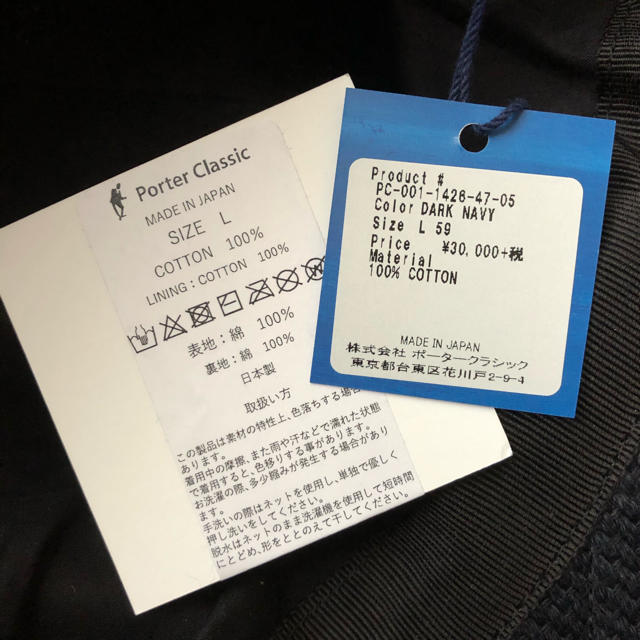 Porter Classic
MADE IN JAPAN
SIZE L
COTTON 100%
LINING : COTTON 100%
表地 : 綿 100%
裏地 : 綿 100%
日本製
取扱い方
この製品は素材の特性上、色落ちする場合
があります。
着用中の摩擦、また雨や汗などで濡れた状態
で着用すると、色移りする事があります。
お洗濯の際、多少縮みが発生する場合があり
ます。
手洗いの際はネットを使用し、単独で優しく
押し洗いをしてください。
脱水はネットのまま洗濯機を使用して短時間
にとどめ、形をととのえて干してください。
Product #
PC-001-1426-47-05
Color DARK NAVY
Size L 59
Price ¥30,000+税
Material
100% COTTON
MADE IN JAPAN
株式会社 ポータークラシック
東京都台東区花川戸2-9-4